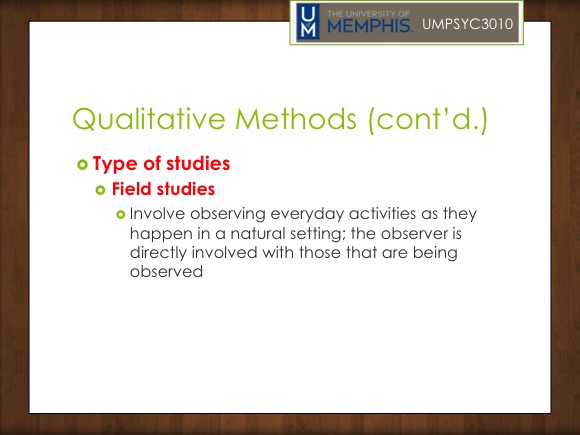 UM
THE UNIVERSITY OF
MEMPHIS.
UMPSYC3010
Qualitative Methods (cont'd.)
Type of studies
Field studies
Involve observing everyday activities as they
happen in a natural setting; the observer is
directly involved with those that are being
observed